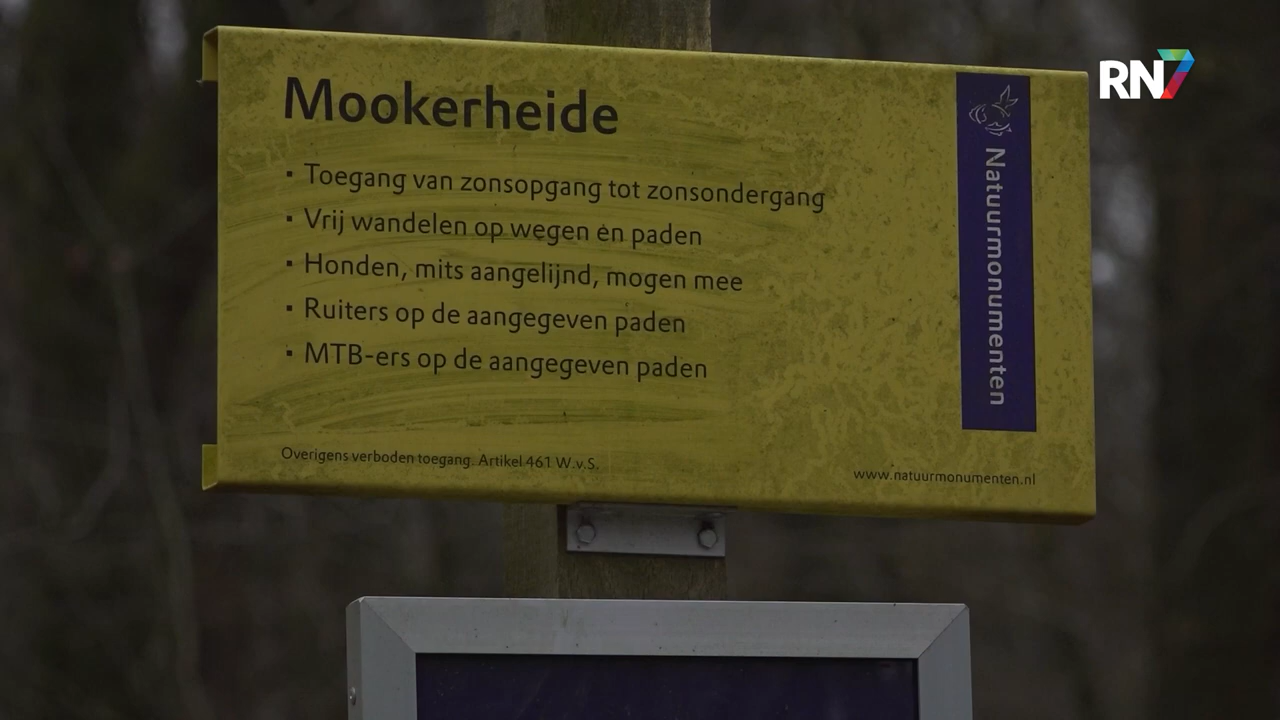 RN7
Mookerheide
Natuurmonumenten
▪ Toegang van zonsopgang tot zonsondergang
▪ Vrij wandelen op wegen en paden
▪ Honden, mits aangelijnd, mogen mee
▪ Ruiters op de aangegeven paden
▪ MTB-ers op de aangegeven paden
Overigens verboden toegang. Artikel 461 W.v.S.
www.natuurmonumenten.nl